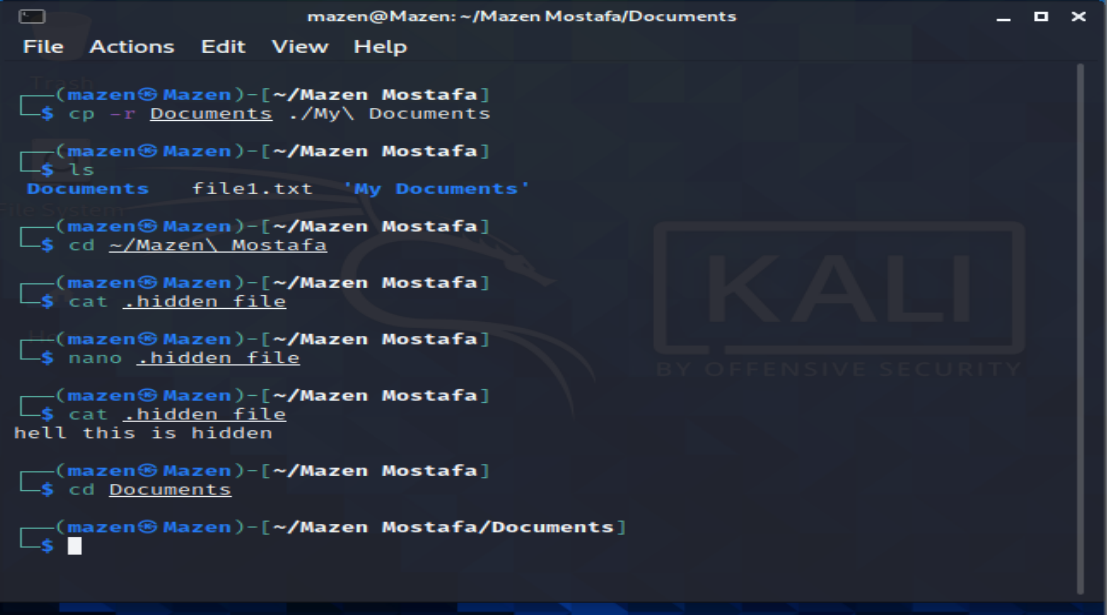 mazen@Mazen: ~/Mazen Mostafa/Documents
File Actions Edit View Help
Trash
┌──(mazen㉿Mazen)-[~/Mazen Mostafa]
└─$ cp -r Documents ./My\ Documents
┌──(mazen㉿Mazen)-[~/Mazen Mostafa]
└─$ ls
Documents file1.txt 'My Documents'
File System
┌──(mazen㉿Mazen)-[~/Mazen Mostafa]
└─$ cd ~/Mazen\ Mostafa
┌──(mazen㉿Mazen)-[~/Mazen Mostafa]
└─$ cat .hidden_file
┌──(mazen㉿Mazen)-[~/Mazen Mostafa]
└─$ nano .hidden_file
┌──(mazen㉿Mazen)-[~/Mazen Mostafa]
└─$ cat .hidden_file
hell this is hidden
┌──(mazen㉿Mazen)-[~/Mazen Mostafa]
└─$ cd Documents
┌──(mazen㉿Mazen)-[~/Mazen Mostafa/Documents]
└─$
KALI
BY OFFENSIVE SECURITY